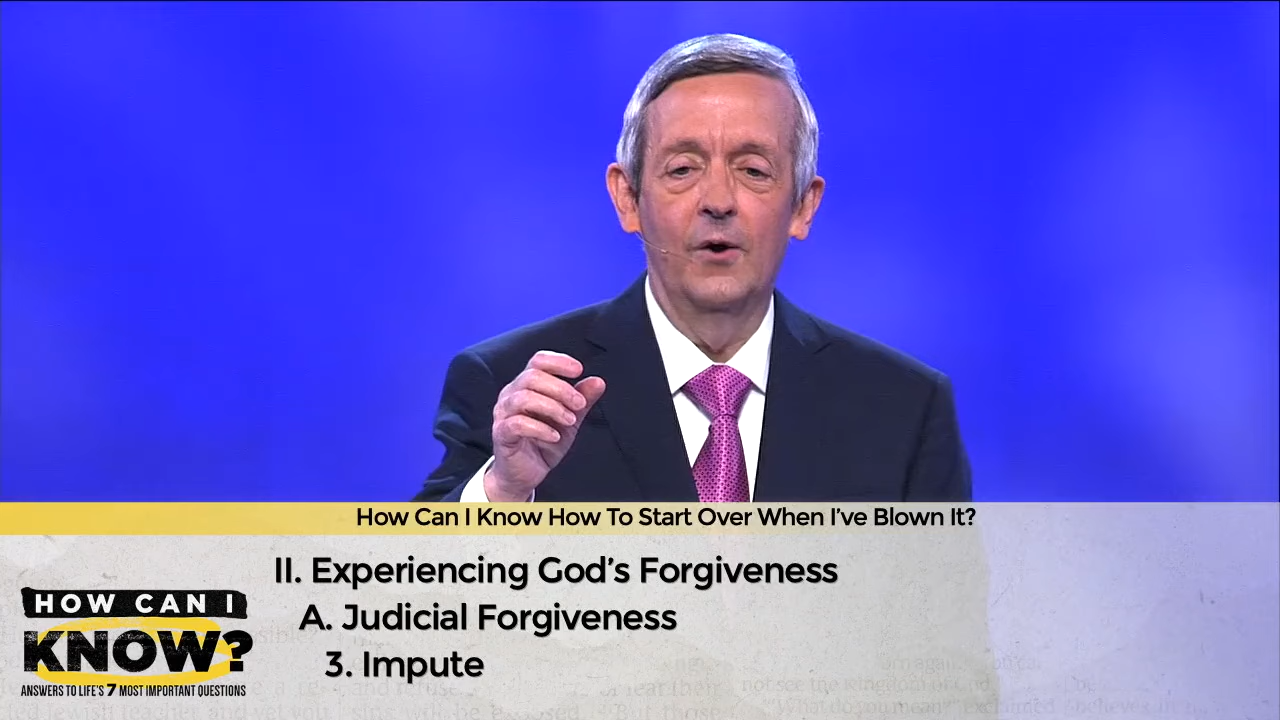 How Can I Know How To Start Over When I've Blown It?
II. Experiencing God's Forgiveness
A. Judicial Forgiveness
3. Impute
HOW CAN I
KNOW?
ANSWERS TO LIFE'S 7 MOST IMPORTANT QUESTIONS